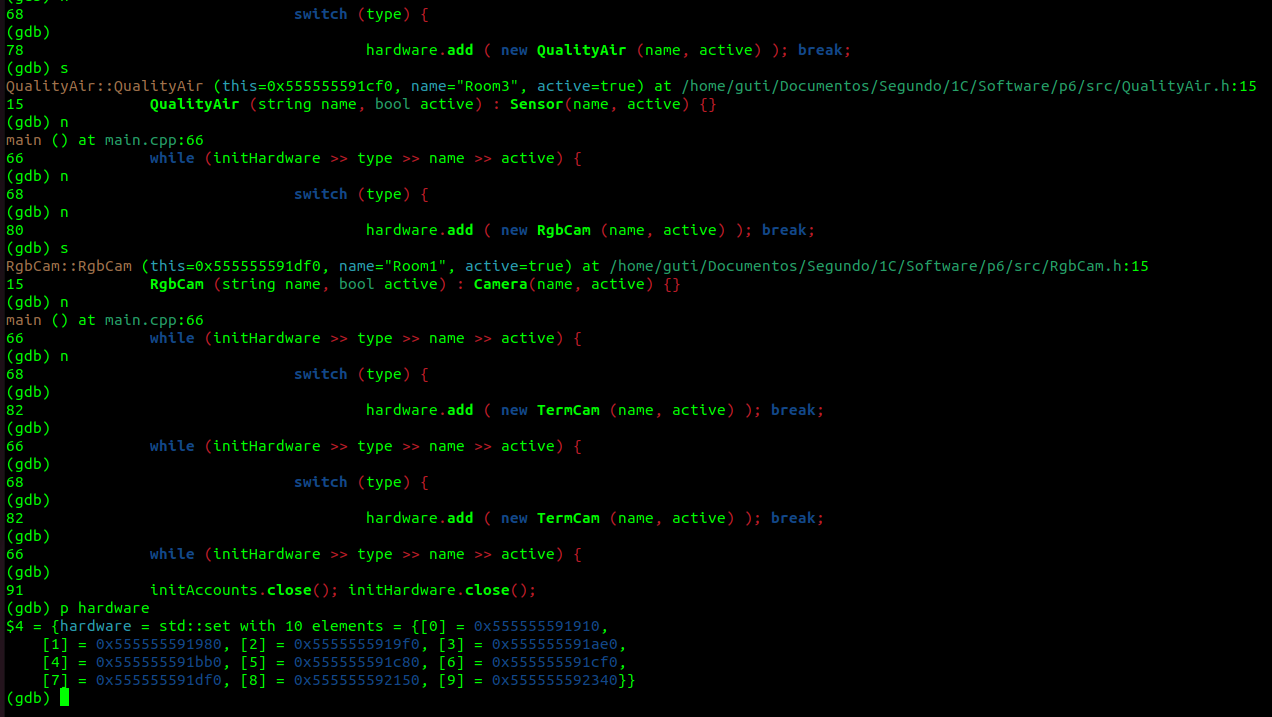 68                              switch (type) {
(gdb)
78                                      hardware.add ( new QualityAir (name, active) ); break;
(gdb) s
QualityAir::QualityAir (this=0x555555591cf0, name="Room3", active=true) at /home/guti/Documentos/Segundo/1C/Software/p6/src/QualityAir.h:15
15              QualityAir (string name, bool active) : Sensor(name, active) {}
(gdb) n
main () at main.cpp:66
66              while (initHardware >> type >> name >> active) {
(gdb) n
68                              switch (type) {
(gdb) n
80                                      hardware.add ( new RgbCam (name, active) ); break;
(gdb) s
RgbCam::RgbCam (this=0x555555591df0, name="Room1", active=true) at /home/guti/Documentos/Segundo/1C/Software/p6/src/RgbCam.h:15
15              RgbCam (string name, bool active) : Camera(name, active) {}
(gdb) n
main () at main.cpp:66
66              while (initHardware >> type >> name >> active) {
(gdb) n
68                              switch (type) {
(gdb)
82                                      hardware.add ( new TermCam (name, active) ); break;
(gdb)
66              while (initHardware >> type >> name >> active) {
(gdb)
68                              switch (type) {
(gdb)
82                                      hardware.add ( new TermCam (name, active) ); break;
(gdb)
66              while (initHardware >> type >> name >> active) {
(gdb)
91              initAccounts.close(); initHardware.close();
(gdb) p hardware
$4 = {hardware = std::set with 10 elements = {[0] = 0x555555591910,
    [1] = 0x555555591980, [2] = 0x5555555919f0, [3] = 0x555555591ae0,
    [4] = 0x555555591bb0, [5] = 0x555555591c80, [6] = 0x555555591cf0,
    [7] = 0x555555591df0, [8] = 0x555555592150, [9] = 0x555555592340}}
(gdb)